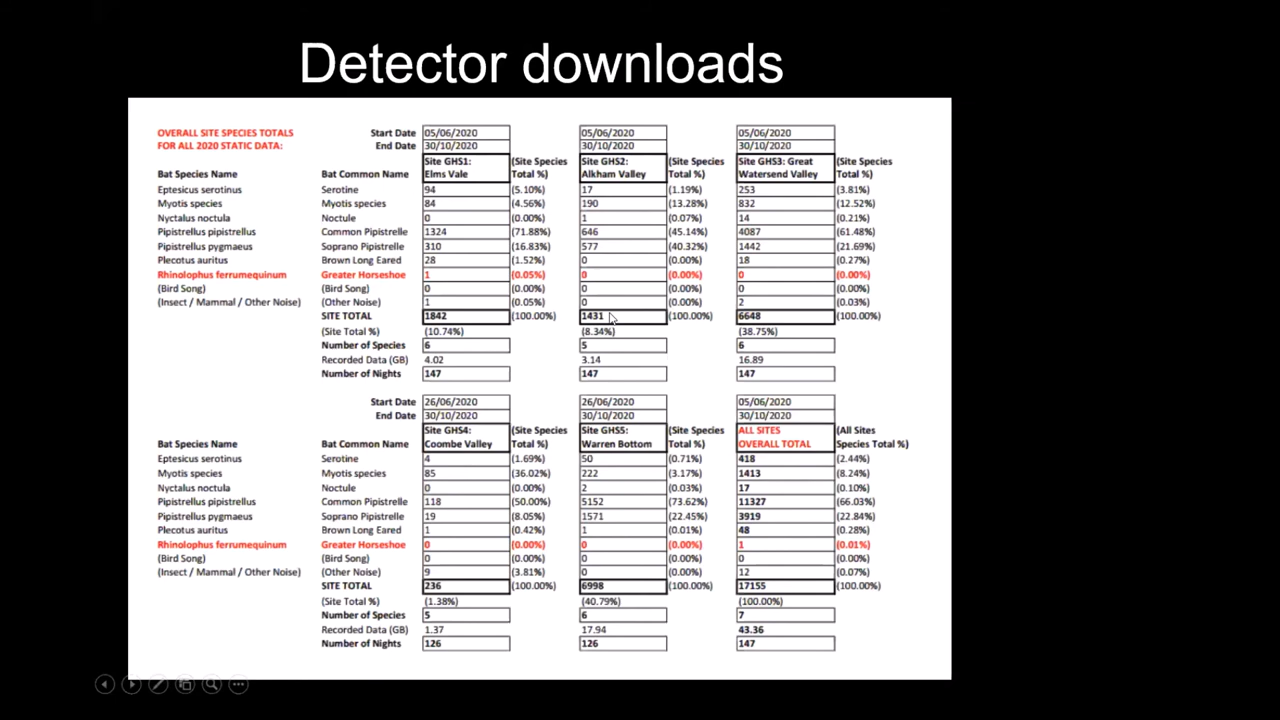 Detector downloads
OVERALL SITE SPECIES TOTALS Start Date 05/06/2020 05/06/2020 05/06/2020
FOR ALL 2020 STATIC DATA: End Date 30/10/2020 30/10/2020 30/10/2020
Site GHS1: (Site Species Site GHS2: (Site Species Site GHS3: Great (Site Species
Bat Species Name Bat Common Name Elms Vale Total %) Alkham Valley Total %) Watersend Valley Total %)
Eptesicus serotinus Serotine 94 (5.10%) 17 (1.19%) 253 (3.81%)
Myotis species Myotis species 84 (4.56%) 190 (13.28%) 832 (12.52%)
Nyctalus noctula Noctule 0 (0.00%) 1 (0.07%) 14 (0.21%)
Pipistrellus pipistrellus Common Pipistrelle 1324 (71.88%) 646 (45.14%) 4087 (61.48%)
Pipistrellus pygmaeus Soprano Pipistrelle 310 (16.83%) 577 (40.32%) 1442 (21.69%)
Plecotus auritus Brown Long Eared 28 (1.52%) 0 (0.00%) 18 (0.27%)
Rhinolophus ferrumequinum Greater Horseshoe 1 (0.05%) 0 (0.00%) 0 (0.00%)
(Bird Song) (Bird Song) 0 (0.00%) 0 (0.00%) 0 (0.00%)
(Insect / Mammal / Other Noise) (Other Noise) 1 (0.05%) 0 (0.00%) 2 (0.03%)
SITE TOTAL 1842 (100.00%) 1431 (100.00%) 6648 (100.00%)
(Site Total %) (10.74%) (8.34%) (38.75%)
Number of Species 6 5 6
Recorded Data (GB) 4.02 3.14 16.89
Number of Nights 147 147 147
Start Date 26/06/2020 26/06/2020 05/06/2020
End Date 30/10/2020 30/10/2020 30/10/2020
Site GHS4: (Site Species Site GHS5: (Site Species ALL SITES (All Sites
Bat Species Name Bat Common Name Coombe Valley Total %) Warren Bottom Total %) OVERALL TOTAL Species Total %)
Eptesicus serotinus Serotine 4 (1.69%) 50 (0.71%) 418 (2.44%)
Myotis species Myotis species 85 (36.02%) 222 (3.17%) 1413 (8.24%)
Nyctalus noctula Noctule 0 (0.00%) 2 (0.03%) 17 (0.10%)
Pipistrellus pipistrellus Common Pipistrelle 118 (50.00%) 5152 (73.62%) 11327 (66.03%)
Pipistrellus pygmaeus Soprano Pipistrelle 19 (8.05%) 1571 (22.45%) 3919 (22.84%)
Plecotus auritus Brown Long Eared 1 (0.42%) 1 (0.01%) 48 (0.28%)
Rhinolophus ferrumequinum Greater Horseshoe 0 (0.00%) 0 (0.00%) 1 (0.01%)
(Bird Song) (Bird Song) 0 (0.00%) 0 (0.00%) 0 (0.00%)
(Insect / Mammal / Other Noise) (Other Noise) 9 (3.81%) 0 (0.00%) 12 (0.07%)
SITE TOTAL 236 (100.00%) 6998 (100.00%) 17155 (100.00%)
(Site Total %) (1.38%) (40.79%) (100.00%)
Number of Species 5 6 7
Recorded Data (GB) 1.37 17.94 43.36
Number of Nights 126 126 147